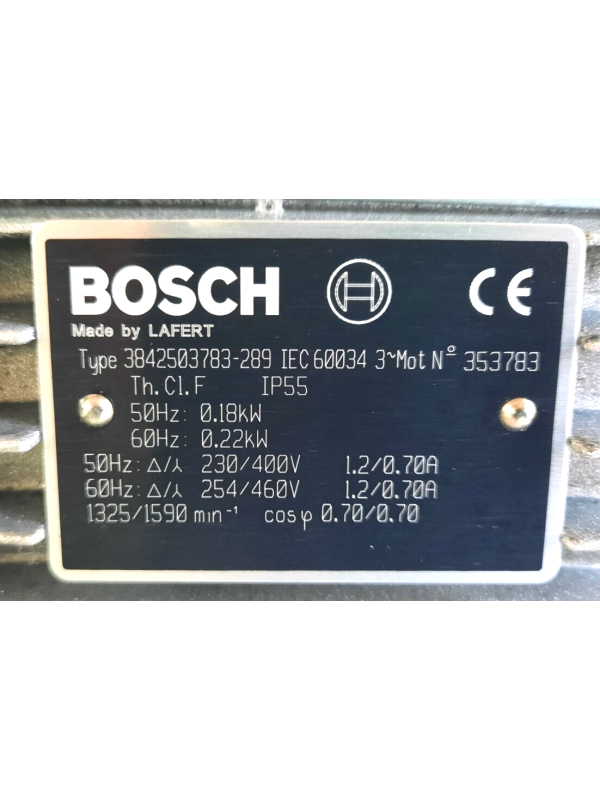 BOSCH CE
Made by LAFERT
Type 3842503783-289 IEC 60034 3~Mot Nº 353783
Th. Cl. F IP55
50Hz: 0.18kW
60Hz: 0.22kW
50Hz: Δ/⅄ 230/400V 1.2/0.70A
60Hz: Δ/⅄ 254/460V 1.2/0.70A
1325/1590 min⁻¹ cosφ 0.70/0.70